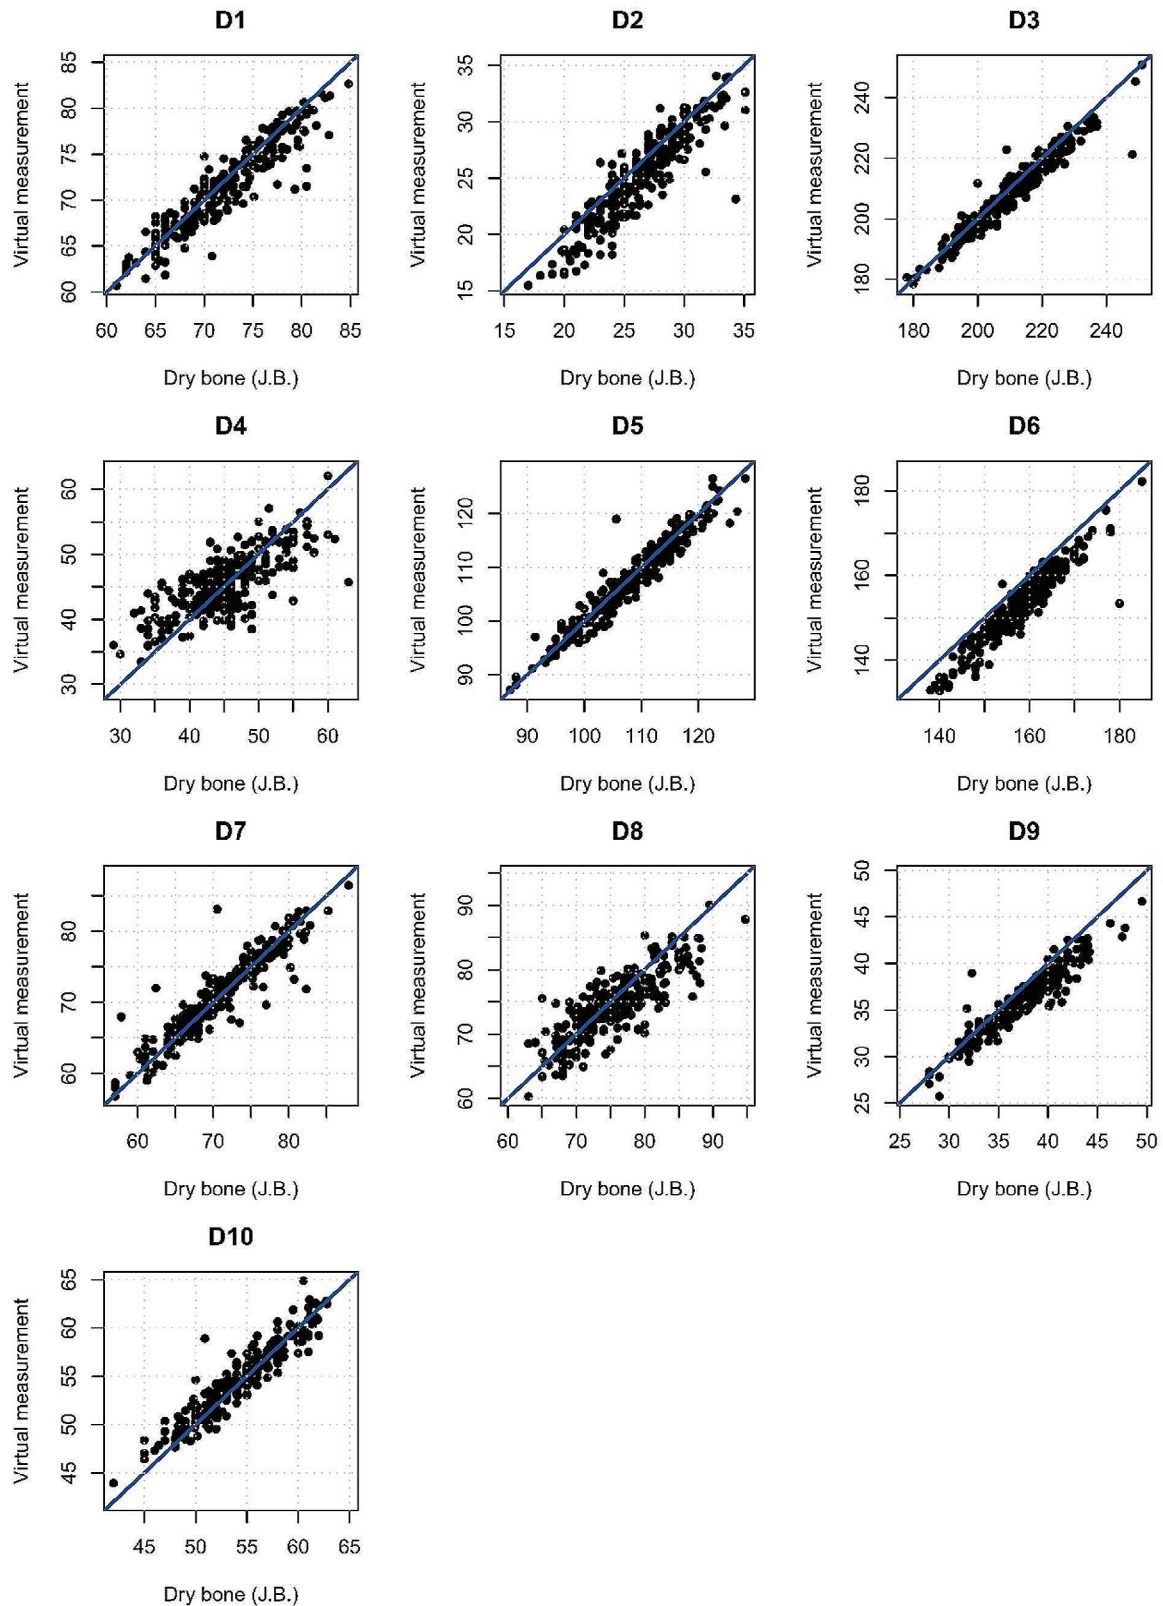 D1
Virtual measurement
85
80
75
70
65
60
60 65 70 75 80 85
Dry bone (J.B.)
D2
Virtual measurement
35
30
25
20
15
15 20 25 30 35
Dry bone (J.B.)
D3
Virtual measurement
240
220
200
180
180 200 220 240
Dry bone (J.B.)
D4
Virtual measurement
60
50
40
30
30 40 50 60
Dry bone (J.B.)
D5
Virtual measurement
120
110
100
90
90 100 110 120
Dry bone (J.B.)
D6
Virtual measurement
180
160
140
140 160 180
Dry bone (J.B.)
D7
Virtual measurement
80
70
60
60 70 80
Dry bone (J.B.)
D8
Virtual measurement
90
80
70
60
60 70 80 90
Dry bone (J.B.)
D9
Virtual measurement
50
45
40
35
30
25
25 30 35 40 45 50
Dry bone (J.B.)
D10
Virtual measurement
65
60
55
50
45
45 50 55 60 65
Dry bone (J.B.)